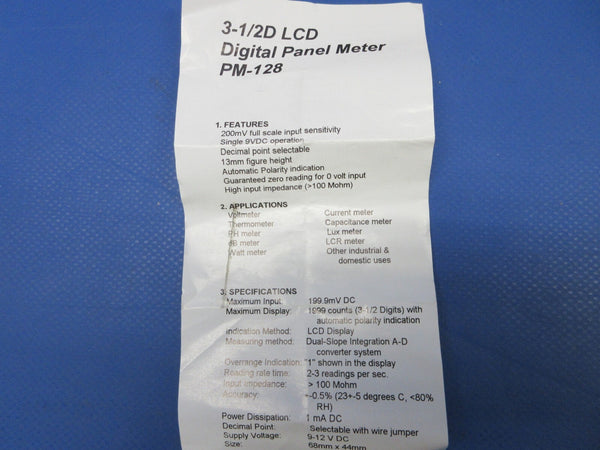 3-1/2D LCD
Digital Panel Meter
PM-128
1. FEATURES
200mV full scale input sensitivity
Single 9VDC operation
Decimal point selectable
13mm figure height
Automatic Polarity indication
Guaranteed zero reading for 0 volt input
High input impedance (>100 Mohm)
2. APPLICATIONS
Voltmeter Current meter
Thermometer Capacitance meter
PH meter Lux meter
dB meter LCR meter
Watt meter Other industrial &
domestic uses
3. SPECIFICATIONS
Maximum Input: 199.9mV DC
Maximum Display: 1999 counts (3-1/2 Digits) with
automatic polarity indication
Indication Method: LCD Display
Measuring method: Dual-Slope Integration A-D
converter system
Overrange Indication: "1" shown in the display
Reading rate time: 2-3 readings per sec.
Input impedance: > 100 Mohm
Accuracy: +-0.5% (23+-5 degrees C, <80%
RH)
Power Dissipation: 1 mA DC
Decimal Point: Selectable with wire jumper
Supply Voltage: 9-12 V DC
Size: 68mm x 44mm